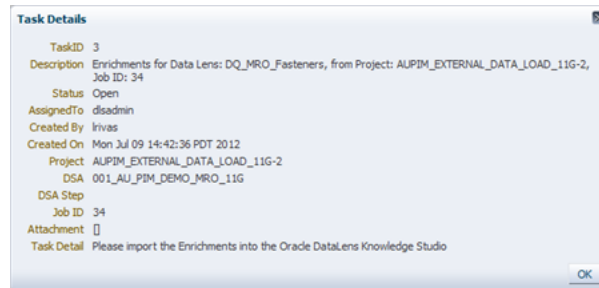 Task Details
TaskID 3
Description Enrichments for Data Lens: DQ_MRO_Fasteners, from Project: AUPIM_EXTERNAL_DATA_LOAD_11G-2,
Job ID: 34
Status Open
AssignedTo dlsadmin
Created By lrivas
Created On Mon Jul 09 14:42:36 PDT 2012
Project AUPIM_EXTERNAL_DATA_LOAD_11G-2
DSA 001_AU_PIM_DEMO_MRO_11G
DSA Step
Job ID 34
Attachment []
Task Detail Please import the Enrichments into the Oracle DataLens Knowledge Studio
OK